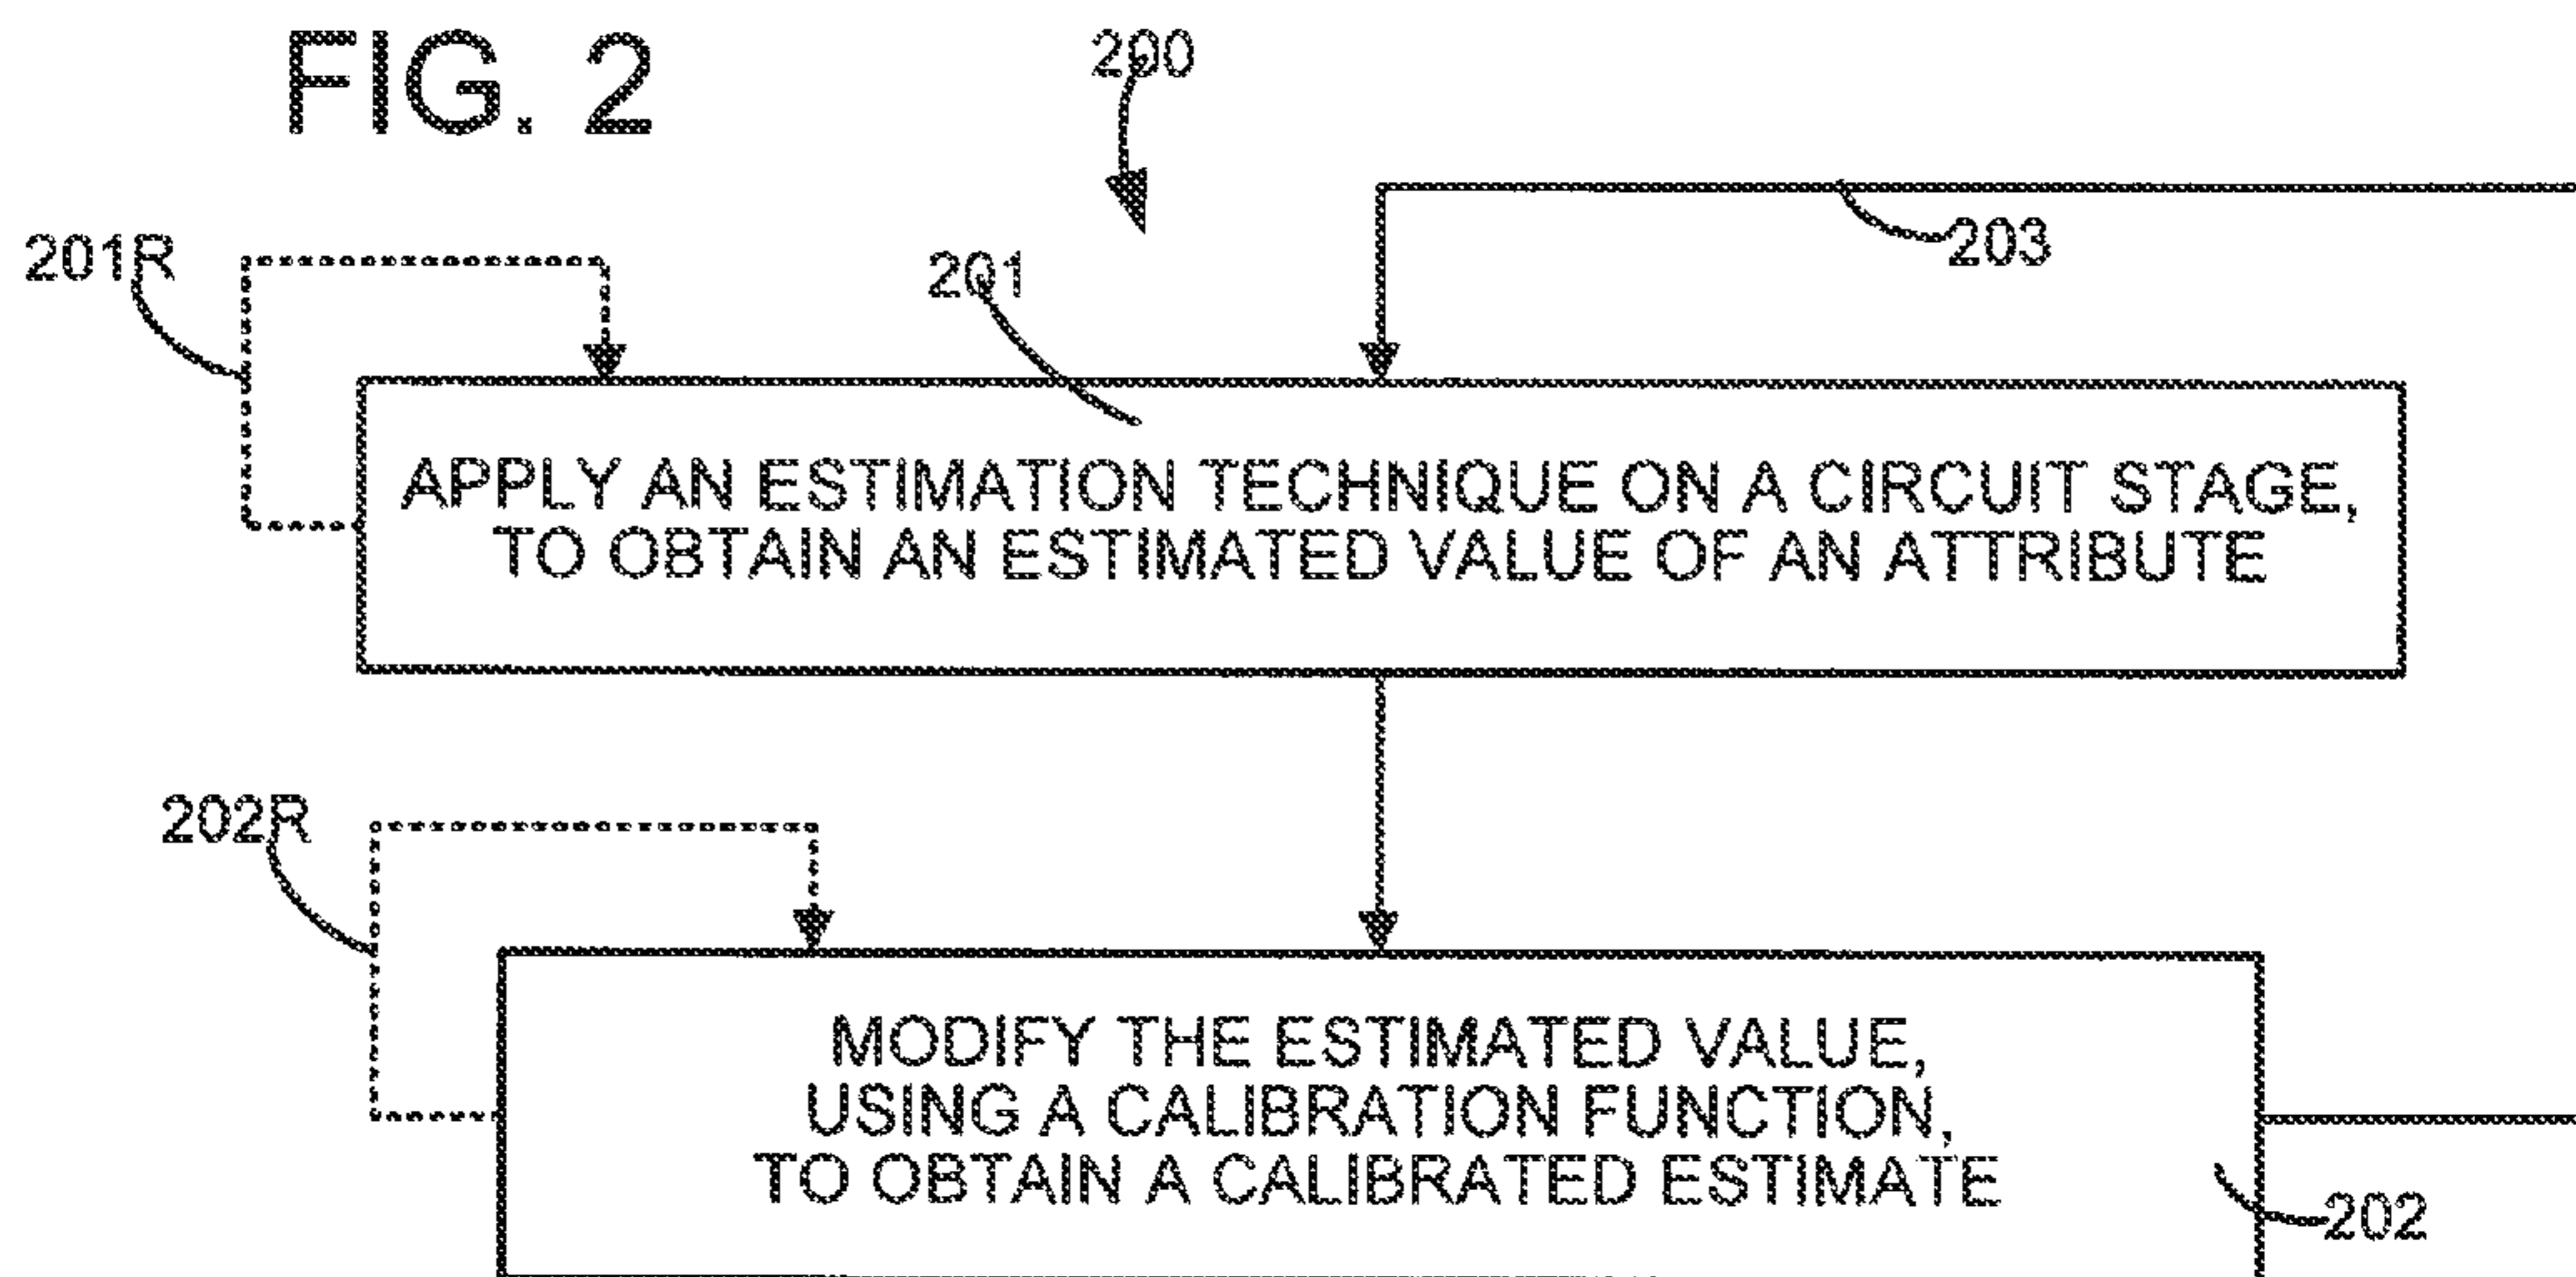 FIG. 2
200
203
201R
201
APPLY AN ESTIMATION TECHNIQUE ON A CIRCUIT STAGE,
TO OBTAIN AN ESTIMATED VALUE OF AN ATTRIBUTE
202R
MODIFY THE ESTIMATED VALUE,
USING A CALIBRATION FUNCTION,
TO OBTAIN A CALIBRATED ESTIMATE
202